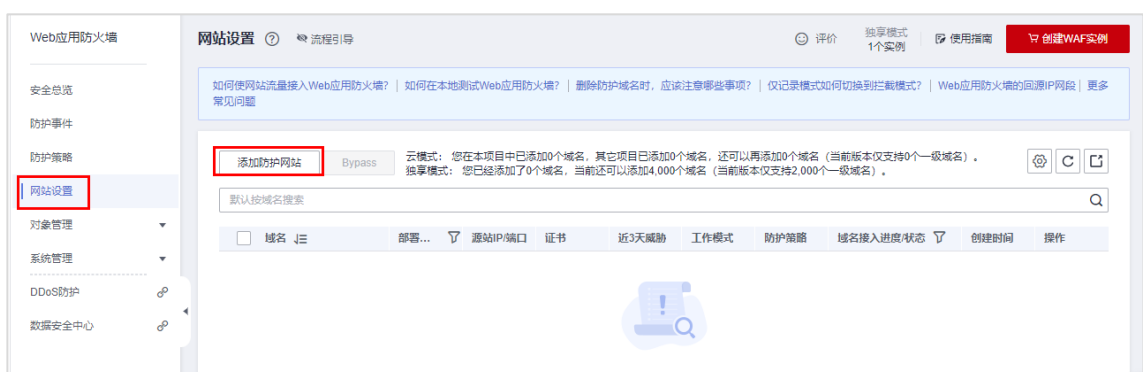 Web应用防火墙
安全总览
防护事件
防护策略
网站设置
对象管理
系统管理
DDoS防护
数据安全中心
网站设置 ? 流程引导
评价
独享模式
1个实例
使用指南
创建WAF实例
如何使网站流量接入Web应用防火墙? | 如何在本地测试Web应用防火墙? | 删除防护域名时，应该注意哪些事项? | 仅记录模式如何切换到拦截模式? | Web应用防火墙的回源IP网段 | 更多
常见问题
添加防护网站
Bypass
云模式： 您在本项目中已添加0个域名，其它项目已添加0个域名，还可以再添加0个域名（当前版本仅支持0个一级域名）.
独享模式： 您已经添加了0个域名，当前还可以添加4,000个域名（当前版本仅支持2,000个一级域名）.
默认按域名搜索
域名 部署... 源站IP/端口 证书 近3天威胁 工作模式 防护策略 域名接入进度/状态 创建时间 操作